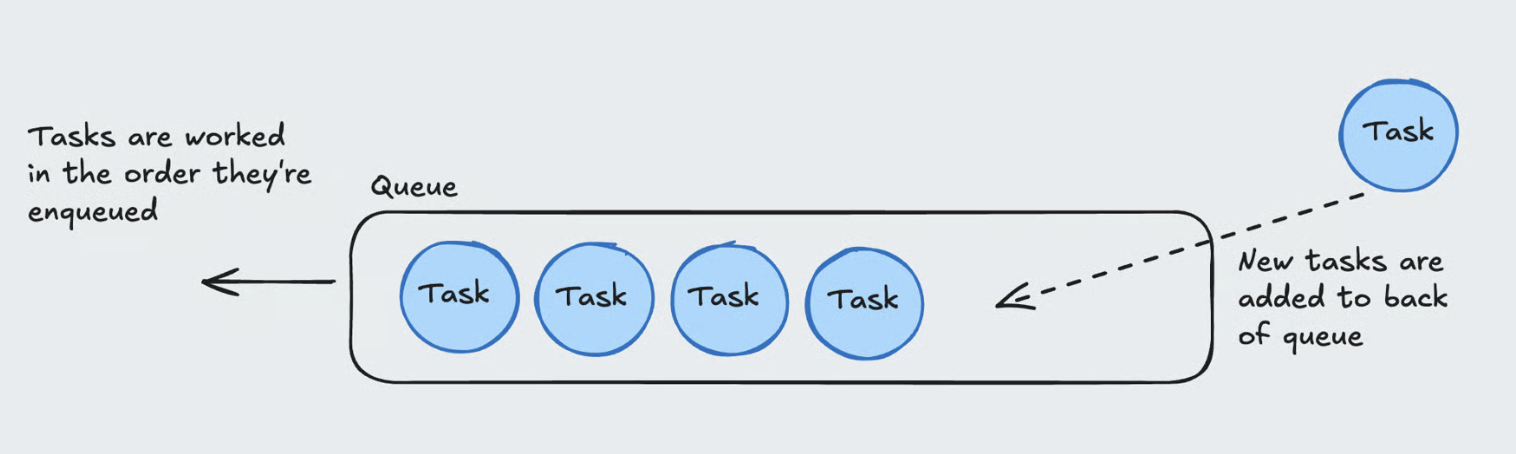 Tasks are worked
in the order they're
enqueued
Queue
Task
Task
Task
Task
Task
New tasks are
added to back
of queue